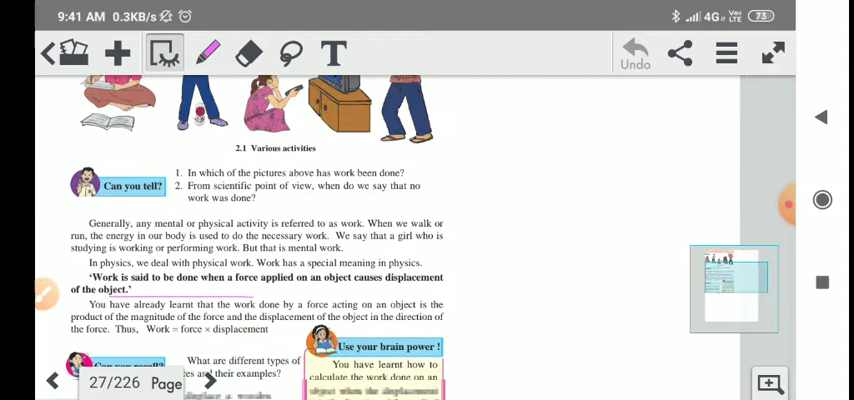 9:41 AM 0.3KB/s
4G VoLTE 73
T
Undo
2.1 Various activities
Can you tell?
1. In which of the pictures above has work been done?
2. From scientific point of view, when do we say that no
work was done?
Generally, any mental or physical activity is referred to as work. When we walk or
run, the energy in our body is used to do the necessary work. We say that a girl who is
studying is working or performing work. But that is mental work.
In physics, we deal with physical work. Work has a special meaning in physics.
‘Work is said to be done when a force applied on an object causes displacement
of the object.’
You have already learnt that the work done by a force acting on an object is the
product of the magnitude of the force and the displacement of the object in the direction of
the force. Thus, Work = force × displacement
Use your brain power !
Can you recall?
What are different types of
and their examples?
You have learnt how to
calculate the work done on an
object when the displacement
27/226 Page